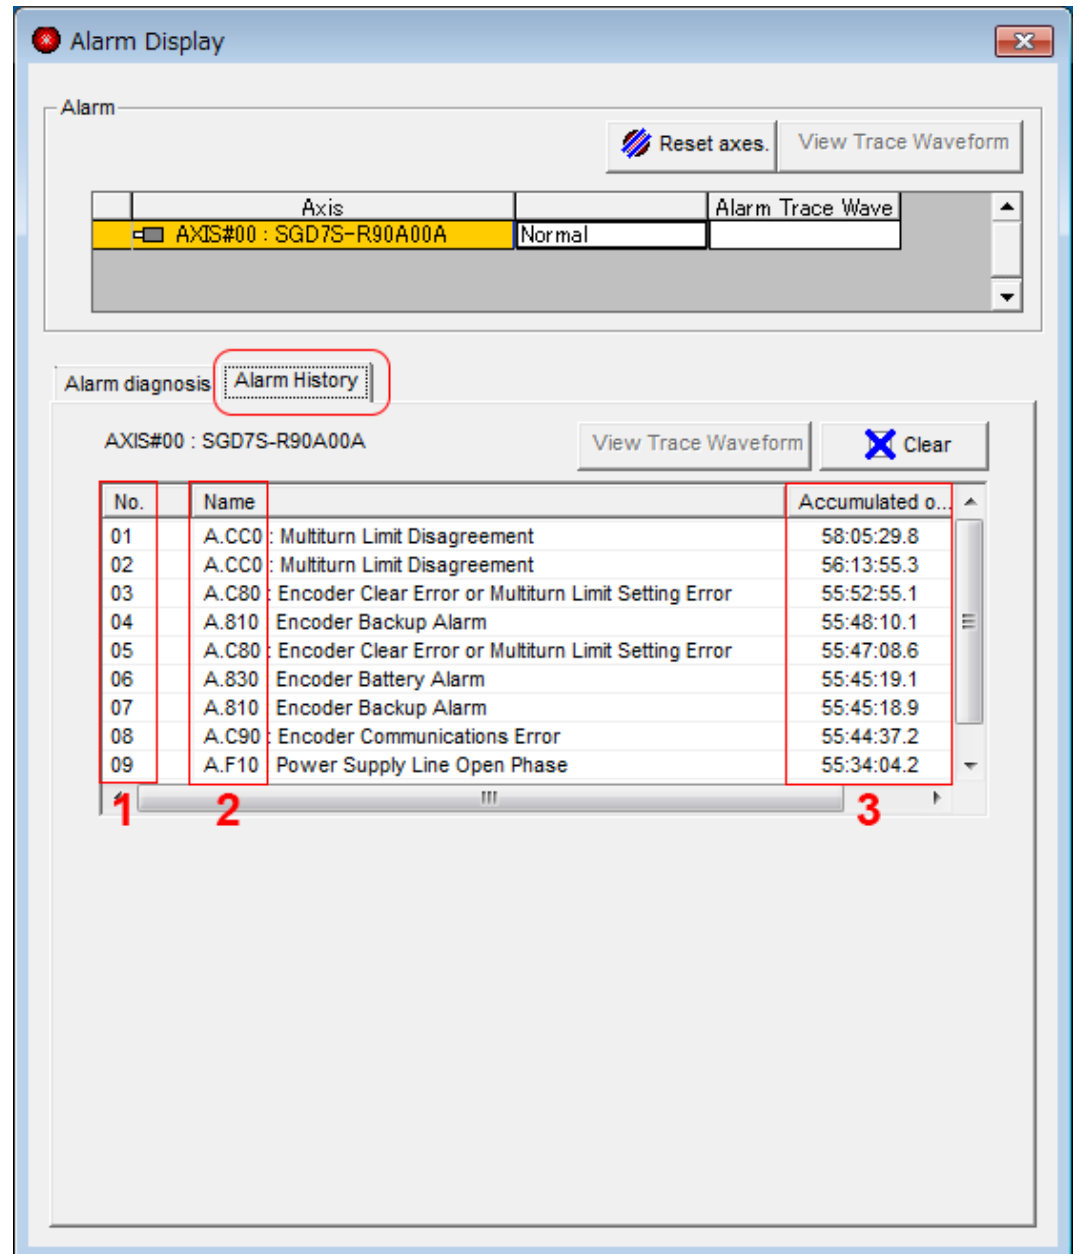 Alarm Display
Alarm
Reset axes. View Trace Waveform
Axis Alarm Trace Wave
AXIS#00 : SGD7S-R90A00A Normal
Alarm diagnosis Alarm History
AXIS#00 : SGD7S-R90A00A View Trace Waveform Clear
No. Name Accumulated o...
01 A.CC0 : Multiturn Limit Disagreement 58:05:29.8
02 A.CC0 : Multiturn Limit Disagreement 56:13:55.3
03 A.C80 : Encoder Clear Error or Multiturn Limit Setting Error 55:52:55.1
04 A.810 Encoder Backup Alarm 55:48:10.1
05 A.C80 : Encoder Clear Error or Multiturn Limit Setting Error 55:47:08.6
06 A.830 Encoder Battery Alarm 55:45:19.1
07 A.810 Encoder Backup Alarm 55:45:18.9
08 A.C90 : Encoder Communications Error 55:44:37.2
09 A.F10 Power Supply Line Open Phase 55:34:04.2
1 2 3